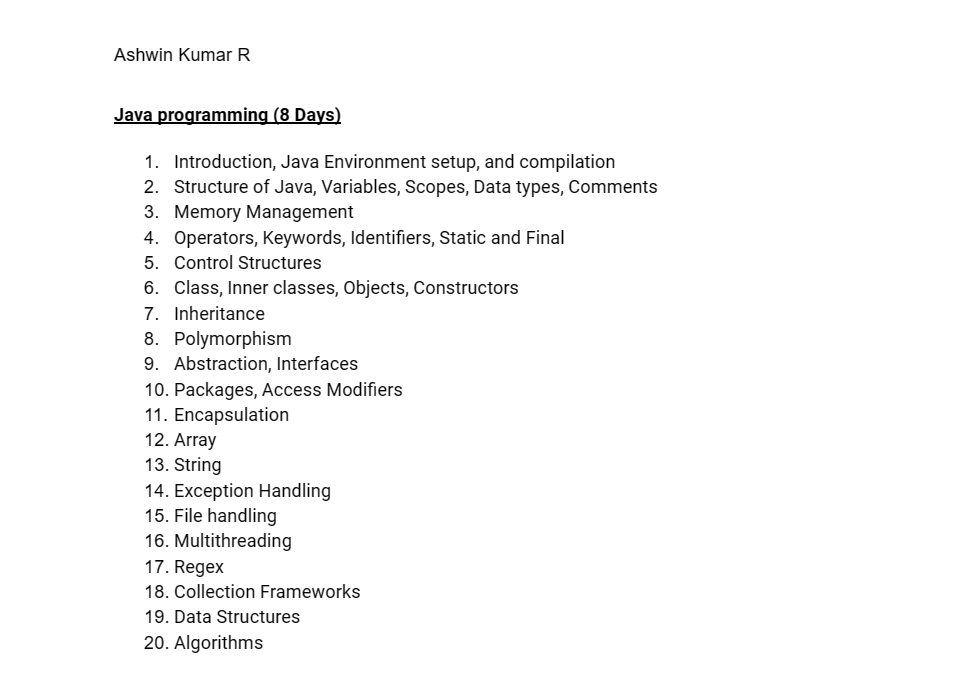 Ashwin Kumar R
Java programming (8 Days)
1. Introduction, Java Environment setup, and compilation
2. Structure of Java, Variables, Scopes, Data types, Comments
3. Memory Management
4. Operators, Keywords, Identifiers, Static and Final
5. Control Structures
6. Class, Inner classes, Objects, Constructors
7. Inheritance
8. Polymorphism
9. Abstraction, Interfaces
10. Packages, Access Modifiers
11. Encapsulation
12. Array
13. String
14. Exception Handling
15. File handling
16. Multithreading
17. Regex
18. Collection Frameworks
19. Data Structures
20. Algorithms